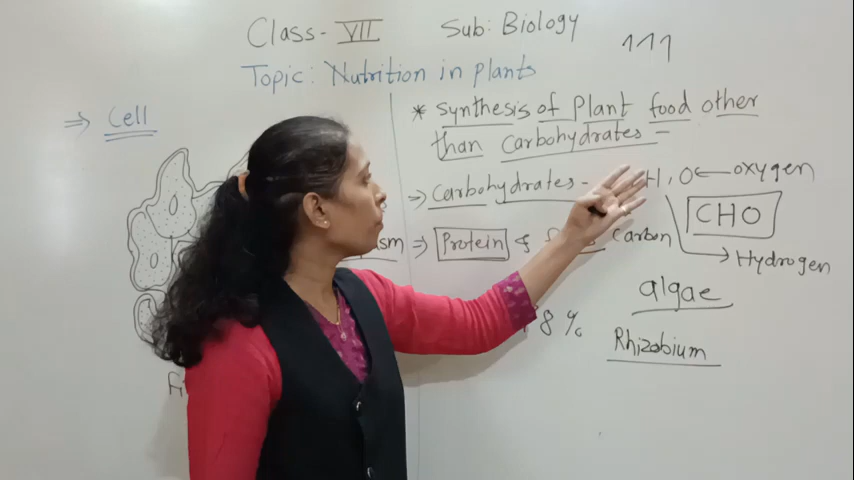 Class- VII Sub: Biology
Topic: Nutrition in plants
⇒ Cell
* Synthesis of Plant food other
than Carbohydrates -
→ Carbohydrates - H, O ← oxygen
CHO
⇒ Protein & carbon
Hydrogen
algae
8 %
Rhizobium